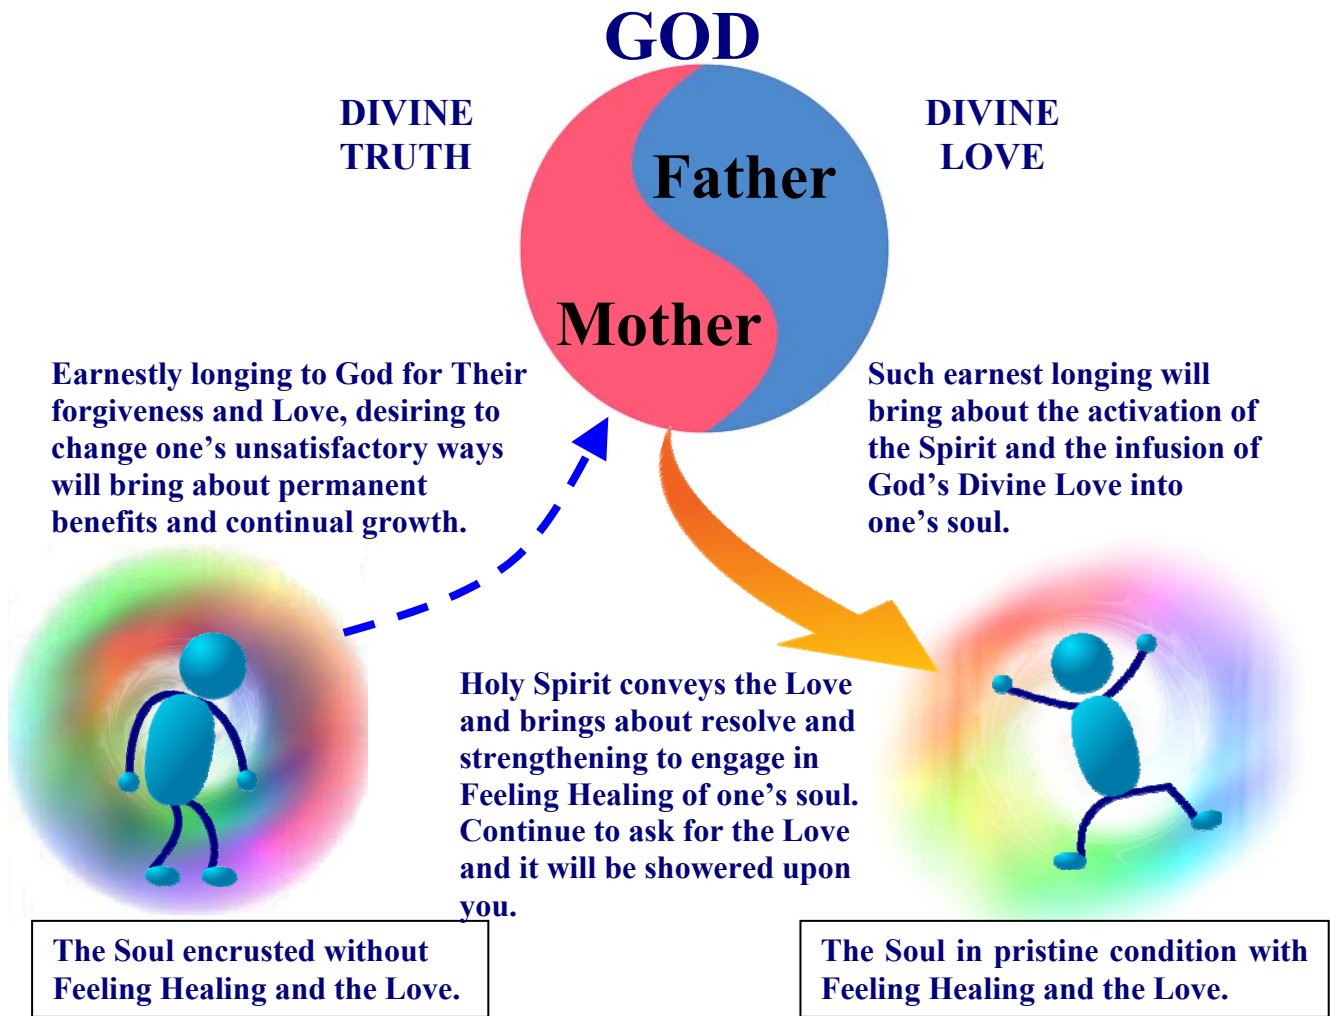 GOD
DIVINE
TRUTH
DIVINE
LOVE
Father
Mother
Earnestly longing to God for Their
forgiveness and Love, desiring to
change one’s unsatisfactory ways
will bring about permanent
benefits and continual growth.
Such earnest longing will
bring about the activation of
the Spirit and the infusion of
God’s Divine Love into
one’s soul.
Holy Spirit conveys the Love
and brings about resolve and
strengthening to engage in
Feeling Healing of one’s soul.
Continue to ask for the Love
and it will be showered upon
you.
The Soul encrusted without
Feeling Healing and the Love.
The Soul in pristine condition with
Feeling Healing and the Love.